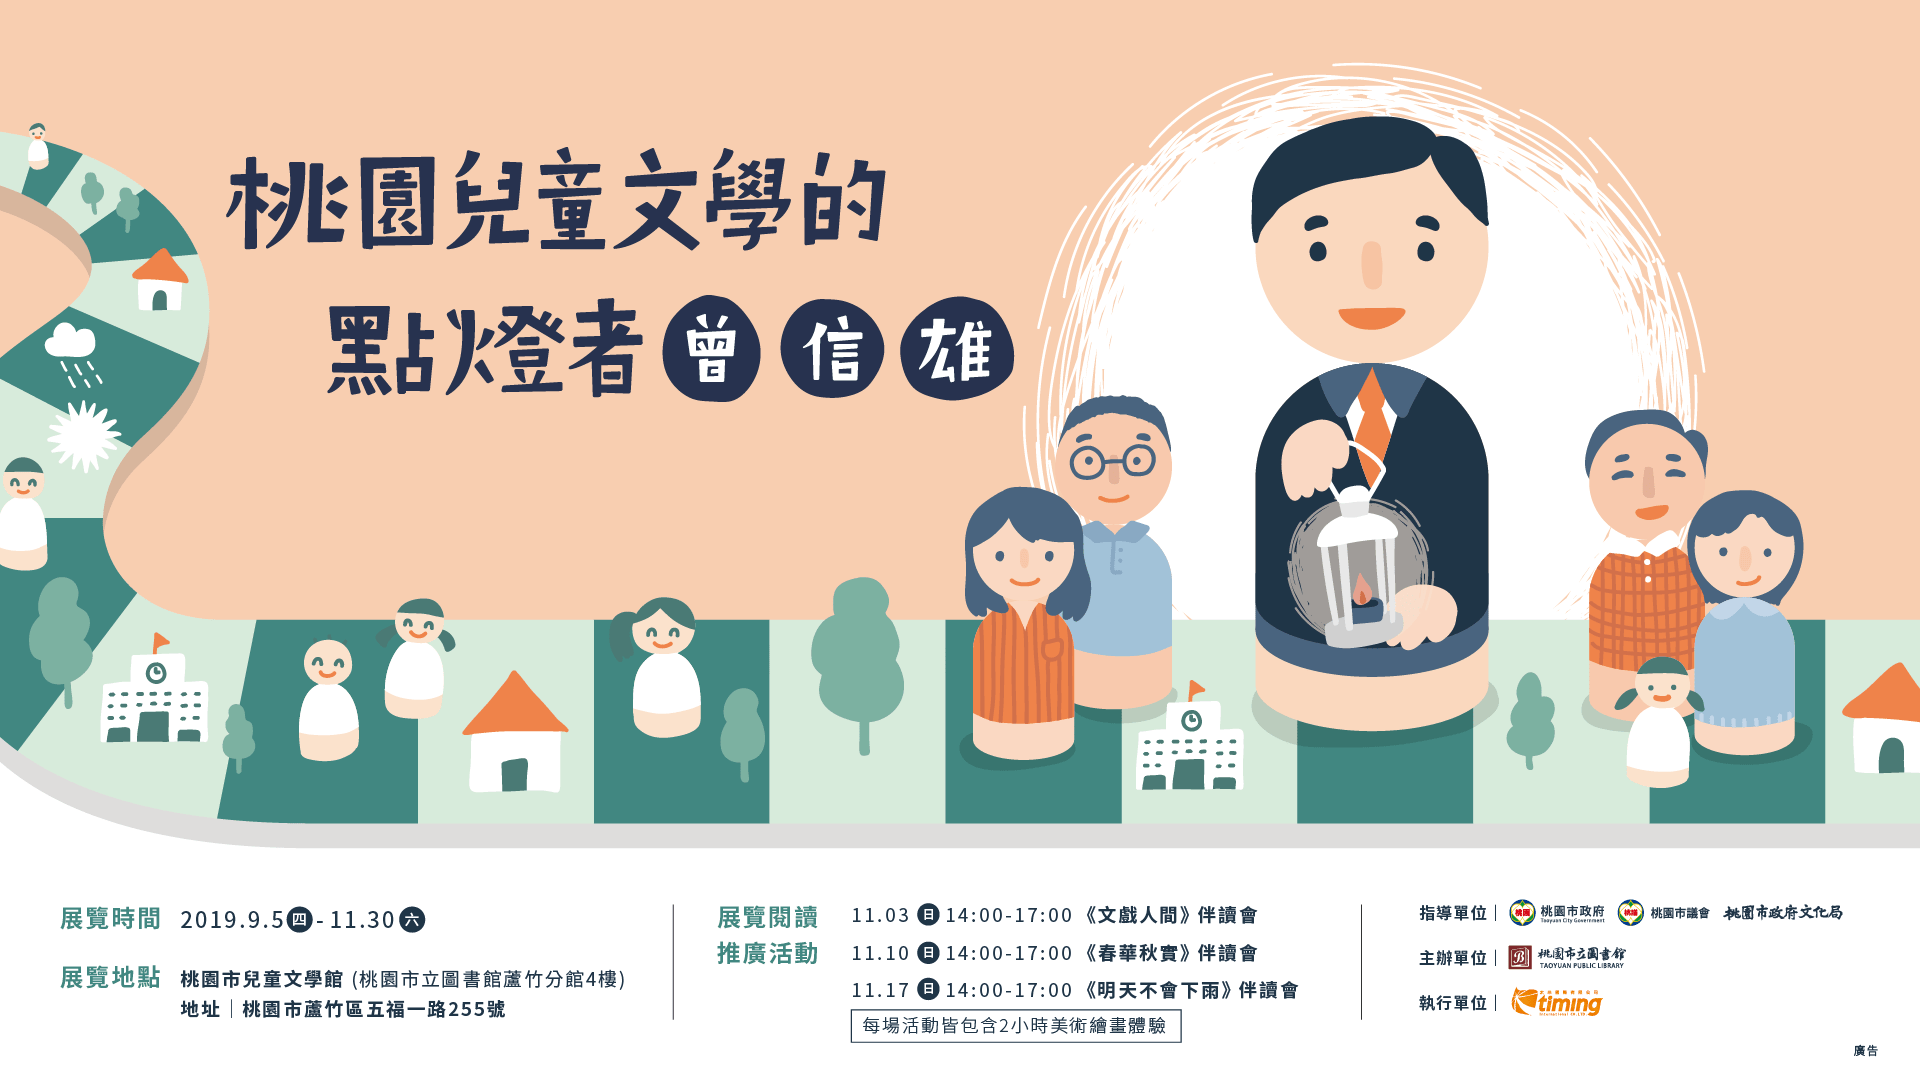 桃園兒童文學的
點燈者曾信雄
展覽時間 2019.9.5四-11.30六
展覽地點 桃園市兒童文學館 (桃園市立圖書館蘆竹分館4樓)
地址｜桃園市蘆竹區五福一路255號
展覽閱讀
推廣活動
11.03 日 14:00-17:00 《文戲人間》伴讀會
11.10 日 14:00-17:00 《春華秋實》伴讀會
11.17 日 14:00-17:00 《明天不會下雨》伴讀會
每場活動皆包含2小時美術繪畫體驗
指導單位｜ 桃園 桃園市政府 Taoyuan City Government 桃議 桃園市議會 桃園市政府文化局
主辦單位｜ B 桃園市立圖書館 TAOYUAN PUBLIC LIBRARY
執行單位｜ timing
廣告